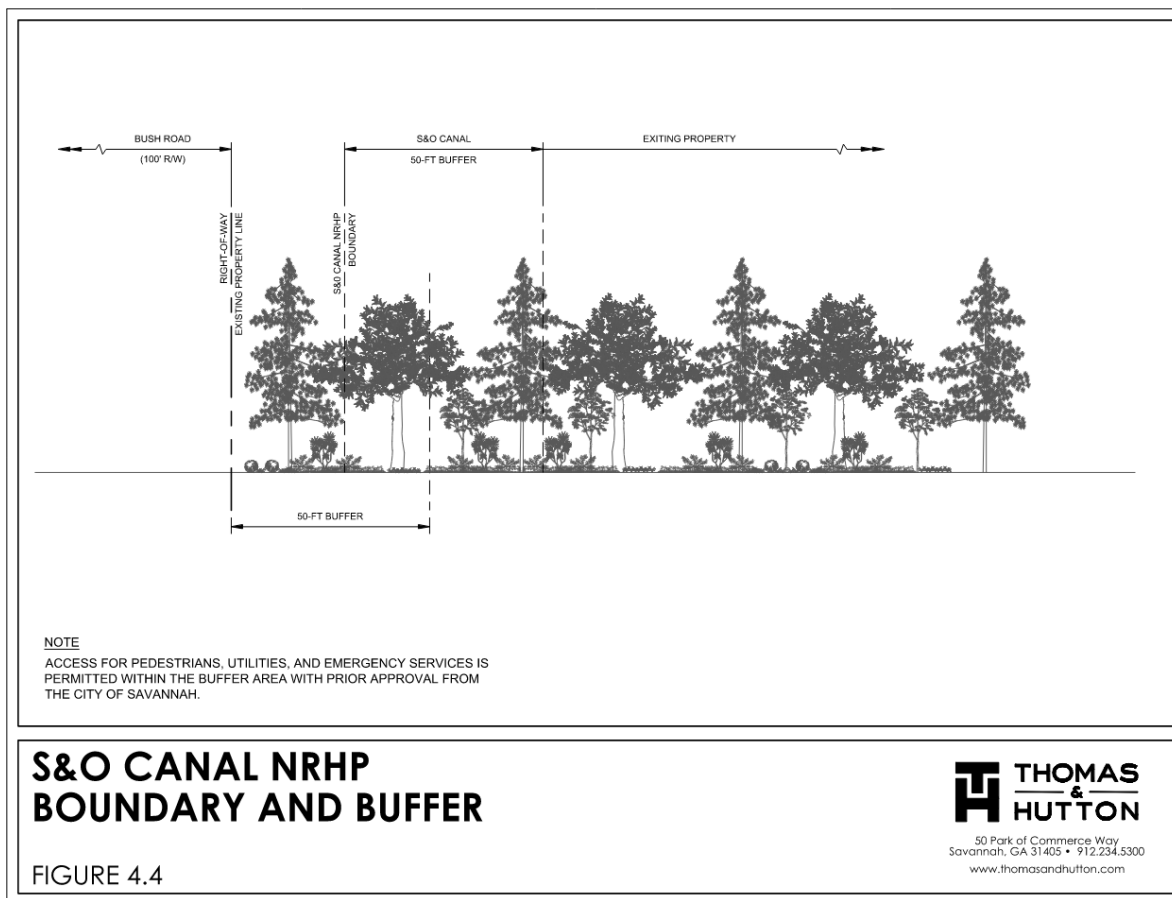 BUSH ROAD
(100' R/W)
S&O CANAL
50-FT BUFFER
EXITING PROPERTY
RIGHT-OF-WAY
EXISTING PROPERTY LINE
S&O CANAL NRHP
BOUNDARY
50-FT BUFFER
NOTE
ACCESS FOR PEDESTRIANS, UTILITIES, AND EMERGENCY SERVICES IS
PERMITTED WITHIN THE BUFFER AREA WITH PRIOR APPROVAL FROM
THE CITY OF SAVANNAH.
S&O CANAL NRHP
BOUNDARY AND BUFFER
FIGURE 4.4
TH
THOMAS
&
HUTTON
50 Park of Commerce Way
Savannah, GA 31405 • 912.234.5300
www.thomasandhutton.com